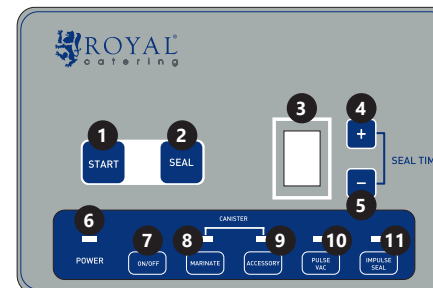 ROYAL
catering
3
4
+
1
2
START
SEAL
SEAL TIM
−
5
CANISTER
6
7
8
9
10
11
POWER
ON/OFF
MARINATE
ACCESSORY
PULSE
VAC
IMPULSE
SEAL